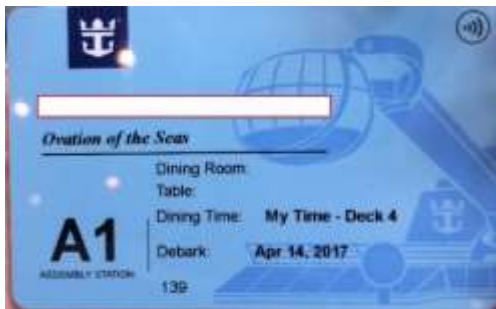 Ovation of the Seas
Dining Room:
Table:
Dining Time: My Time - Deck 4
A1
Debark: Apr 14, 2017
ASSEMBLY STATION
139